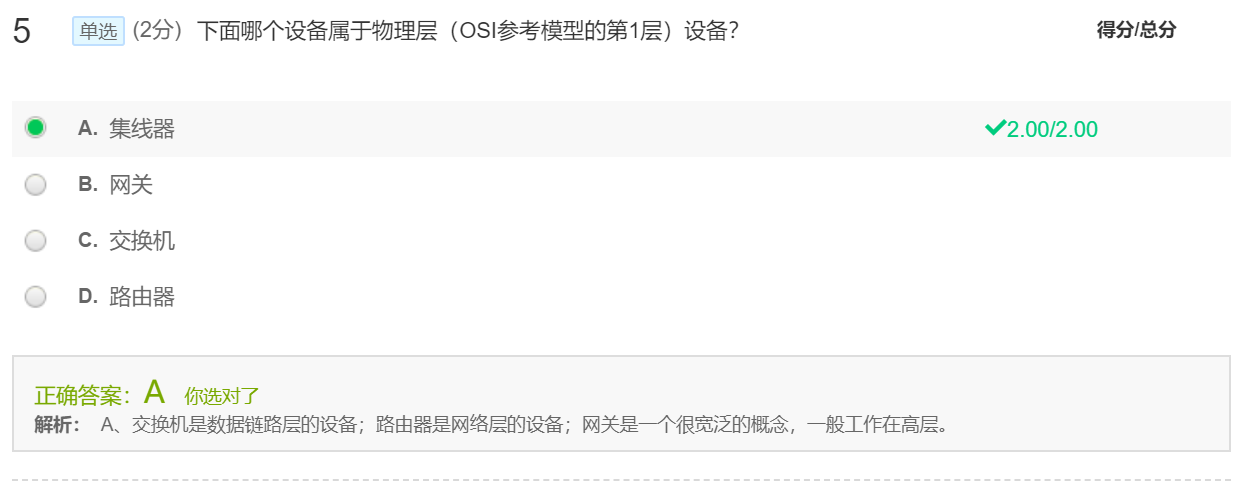 5 单选 (2分) 下面哪个设备属于物理层（OSI参考模型的第1层）设备？ 得分/总分
A. 集线器 2.00/2.00
B. 网关
C. 交换机
D. 路由器
正确答案：A 你选对了
解析： A、交换机是数据链路层的设备；路由器是网络层的设备；网关是一个很宽泛的概念，一般工作在高层。